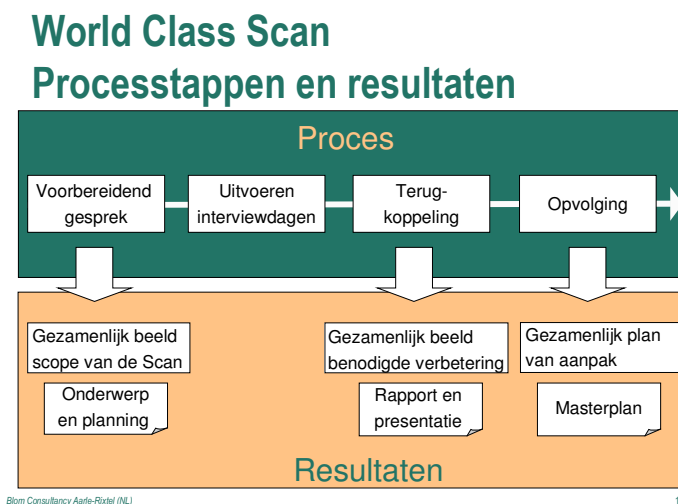 World Class Scan
Processtappen en resultaten
Proces
Voorbereidend
gesprek
Uitvoeren
interviewdagen
Terug-
koppeling
Opvolging
Gezamenlijk beeld
scope van de Scan
Gezamenlijk beeld
benodigde verbetering
Gezamenlijk plan
van aanpak
Onderwerp
en planning
Rapport en
presentatie
Masterplan
Resultaten
Blom Consultancy Aarle-Rixtel (NL)
1